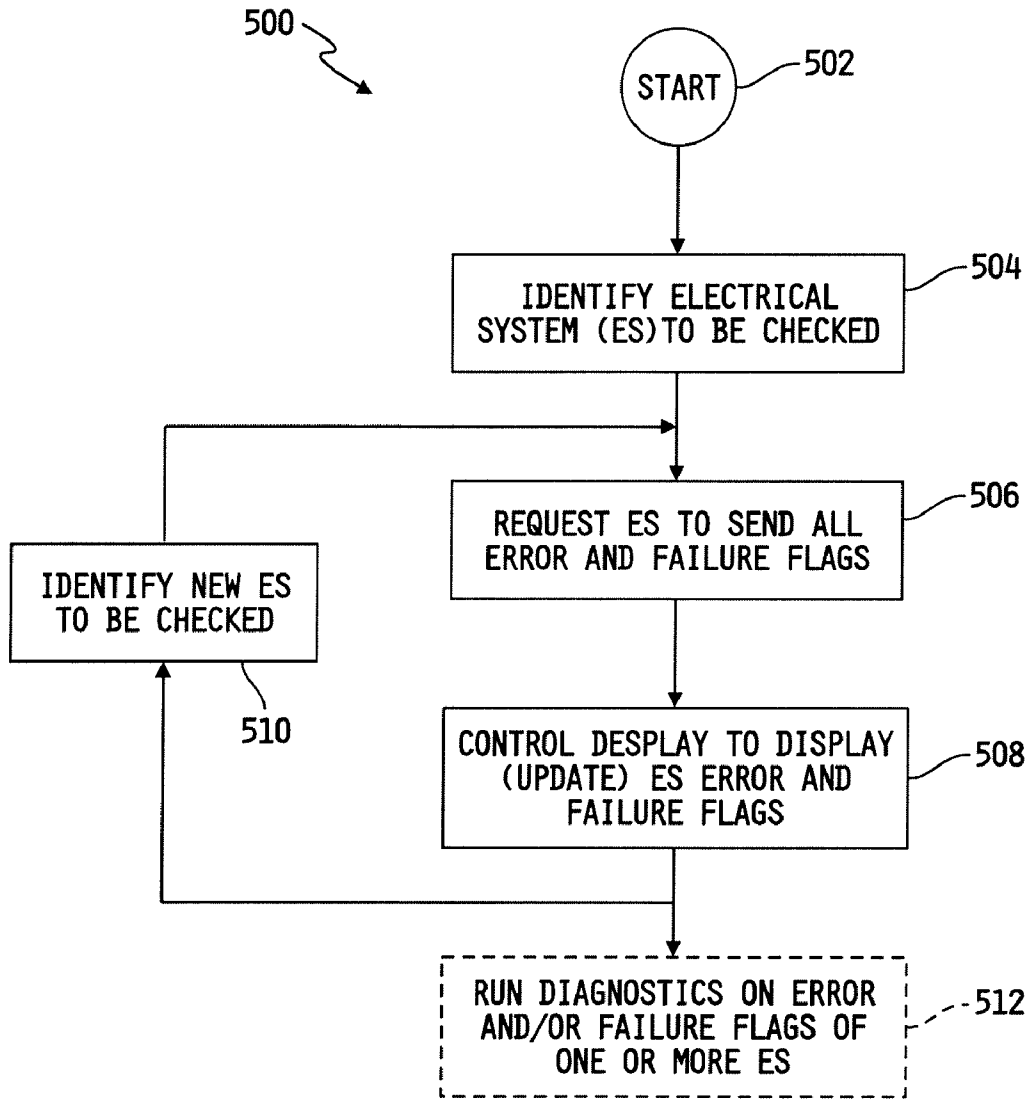 500
START
502
IDENTIFY ELECTRICAL
SYSTEM (ES)TO BE CHECKED
504
REQUEST ES TO SEND ALL
ERROR AND FAILURE FLAGS
506
IDENTIFY NEW ES
TO BE CHECKED
510
CONTROL DESPLAY TO DISPLAY
(UPDATE) ES ERROR AND
FAILURE FLAGS
508
RUN DIAGNOSTICS ON ERROR
AND/OR FAILURE FLAGS OF
ONE OR MORE ES
512